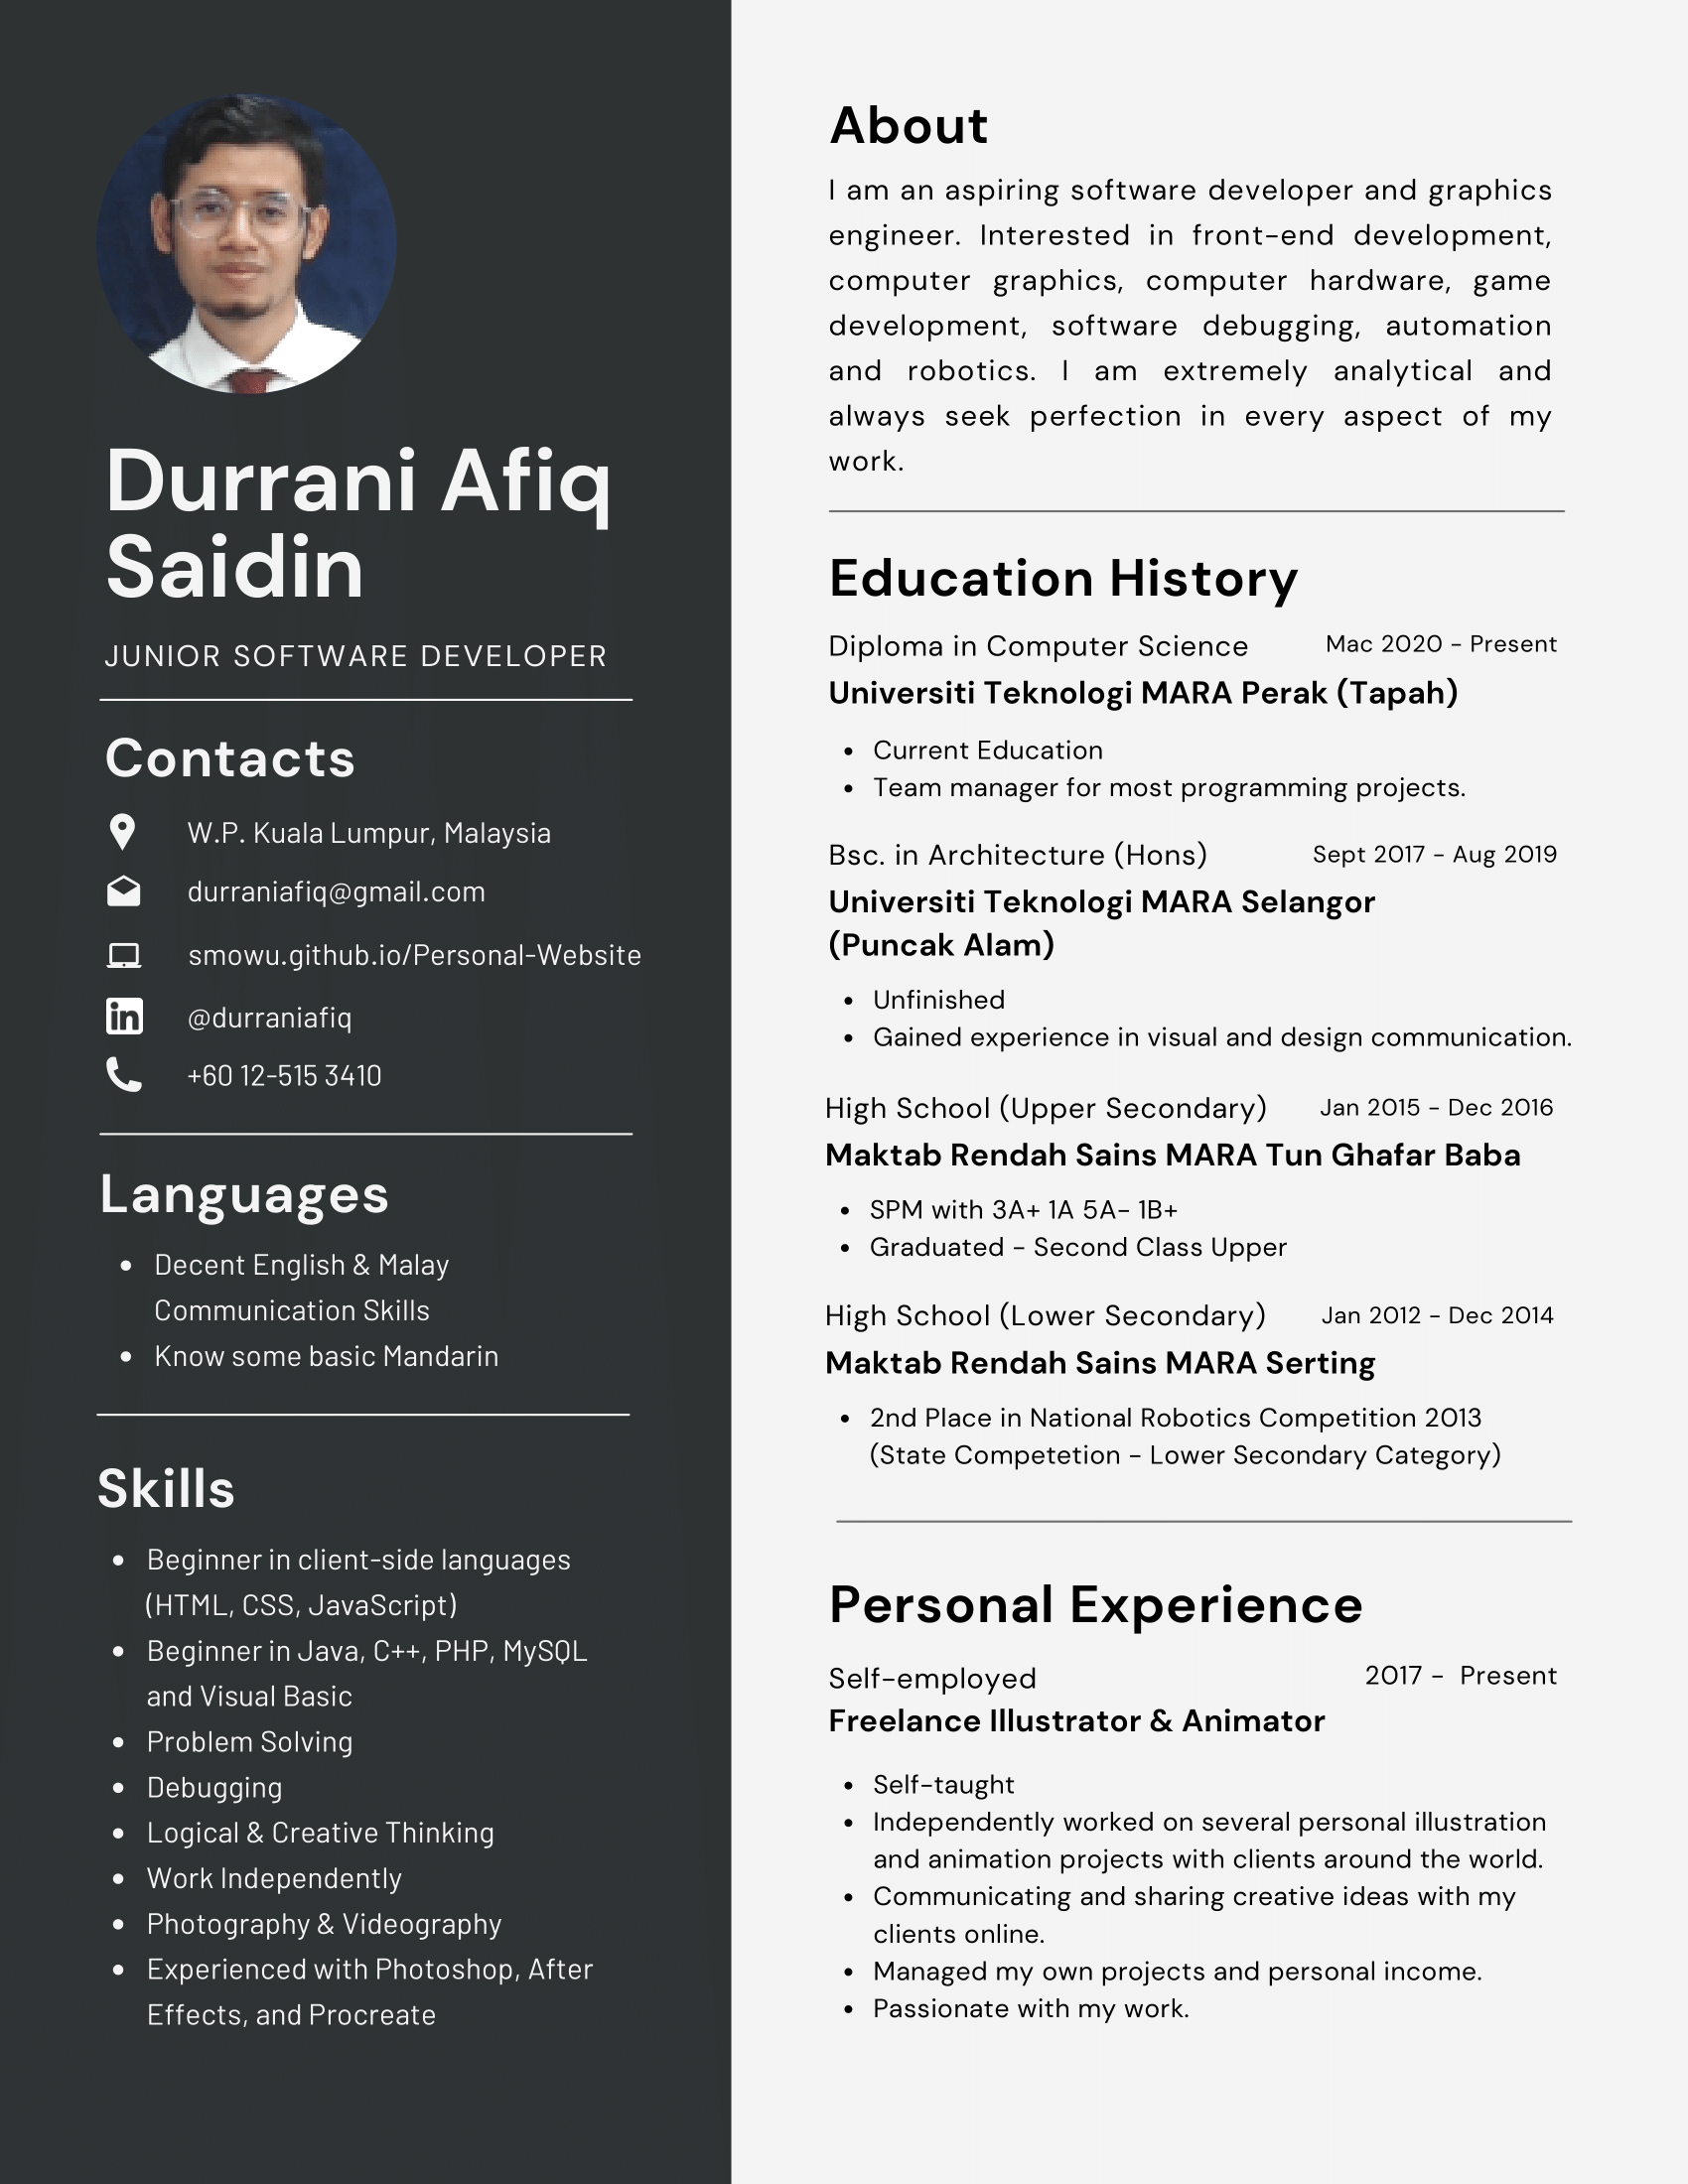 Durrani Afiq
Saidin
JUNIOR SOFTWARE DEVELOPER
Contacts
W.P. Kuala Lumpur, Malaysia
durraniafiq@gmail.com
smowu.github.io/Personal-Website
in @durraniafiq
+60 12-515 3410
Languages
• Decent English & Malay
Communication Skills
• Know some basic Mandarin
Skills
• Beginner in client-side languages
(HTML, CSS, JavaScript)
• Beginner in Java, C++, PHP, MySQL
and Visual Basic
• Problem Solving
• Debugging
• Logical & Creative Thinking
• Work Independently
• Photography & Videography
• Experienced with Photoshop, After
Effects, and Procreate
About
I am an aspiring software developer and graphics
engineer. Interested in front-end development,
computer graphics, computer hardware, game
development, software debugging, automation
and robotics. I am extremely analytical and
always seek perfection in every aspect of my
work.
Education History
Diploma in Computer Science Mac 2020 - Present
Universiti Teknologi MARA Perak (Tapah)
• Current Education
• Team manager for most programming projects.
Bsc. in Architecture (Hons) Sept 2017 - Aug 2019
Universiti Teknologi MARA Selangor
(Puncak Alam)
• Unfinished
• Gained experience in visual and design communication.
High School (Upper Secondary) Jan 2015 - Dec 2016
Maktab Rendah Sains MARA Tun Ghafar Baba
• SPM with 3A+ 1A 5A- 1B+
• Graduated - Second Class Upper
High School (Lower Secondary) Jan 2012 - Dec 2014
Maktab Rendah Sains MARA Serting
• 2nd Place in National Robotics Competition 2013
(State Competetion - Lower Secondary Category)
Personal Experience
Self-employed 2017 - Present
Freelance Illustrator & Animator
• Self-taught
• Independently worked on several personal illustration
and animation projects with clients around the world.
• Communicating and sharing creative ideas with my
clients online.
• Managed my own projects and personal income.
• Passionate with my work.